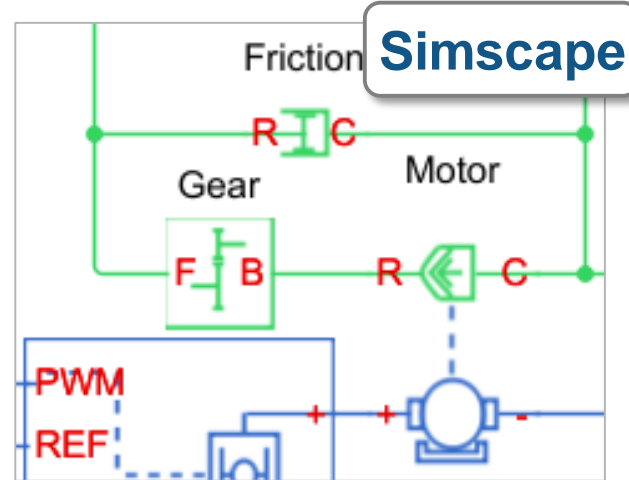 Simscape
Friction
R C
Motor
Gear
F B R C
PWM
+ + -
REF